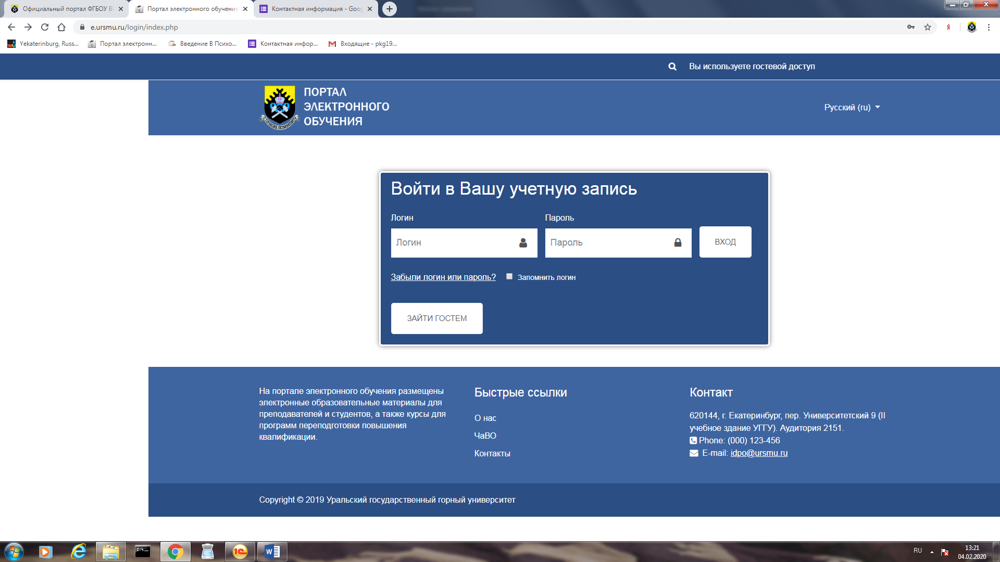 Официальный портал ФГБОУ
Портал электронного обучения
Контактная информация - Goo
e.ursmu.ru/login/index.php
Я
Yekaterinburg, Russ...
Портал электронн...
Введение В Психо...
Контактная инфор...
Входящие - pkg19...
Вы используете гостевой доступ
ПОРТАЛ
ЭЛЕКТРОННОГО
ОБУЧЕНИЯ
Русский (ru)
Войти в Вашу учетную запись
Логин
Пароль
Логин
Пароль
ВХОД
Забыли логин или пароль?
Запомнить логин
ЗАЙТИ ГОСТЕМ
На портале электронного обучения размещены
электронные образовательные материалы для
преподавателей и студентов, а также курсы для
программ переподготовки повышения
квалификации.
Быстрые ссылки
О нас
ЧаВО
Контакты
Контакт
620144, г. Екатеринбург, пер. Университетский 9 (II
учебное здание УГГУ). Аудитория 2151.
Phone: (000) 123-456
E-mail: idpo@ursmu.ru
Copyright © 2019 Уральский государственный горный университет
RU
13:21
04.02.2020